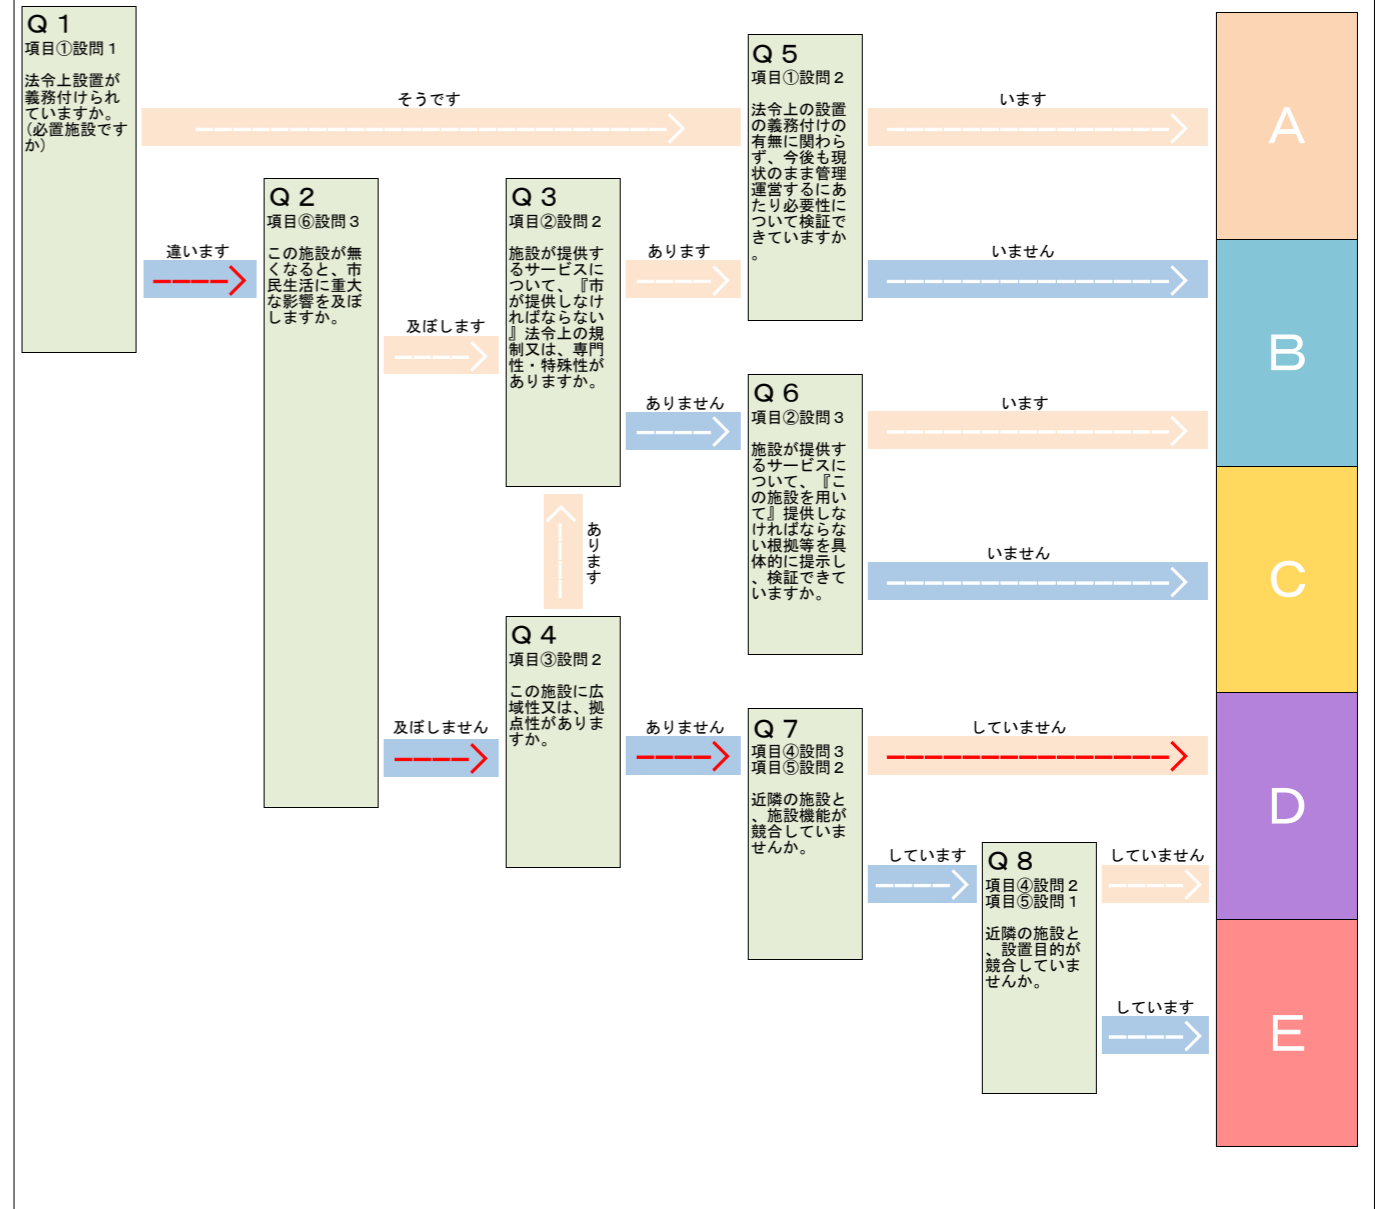 Ｑ１
項目①設問１
法令上設置が
義務付けられ
ていますか。
(必置施設です
か)
そうです
違います
Ｑ２
項目⑥設問３
この施設が無
くなると、市
民生活に重大
な影響を及ぼ
しますか。
及ぼします
及ぼしません
Ｑ３
項目②設問２
施設が提供す
るサービスに
ついて、『市
が提供しなけ
ればならない
』法令上の規
制又は、専門
性・特殊性が
ありますか。
あります
ありません
あります
Ｑ４
項目③設問２
この施設に広
域性又は、拠
点性がありま
すか。
ありません
Ｑ５
項目①設問２
法令上の設置
の義務付けの
有無に関わら
ず、今後も現
状のまま管理
運営するにあ
たり必要性に
ついて検証で
きていますか
。
います
いません
Ｑ６
項目②設問３
施設が提供す
るサービスに
ついて、『こ
の施設を用い
て』提供しな
ければならな
い根拠等を具
体的に提示し
、検証できて
いますか。
います
いません
Ｑ７
項目④設問３
項目⑤設問２
近隣の施設と
、施設機能が
競合していま
せんか。
していません
しています
Ｑ８
項目④設問２
項目⑤設問１
近隣の施設と
、設置目的が
競合していま
せんか。
していません
しています
Ａ
Ｂ
Ｃ
Ｄ
Ｅ